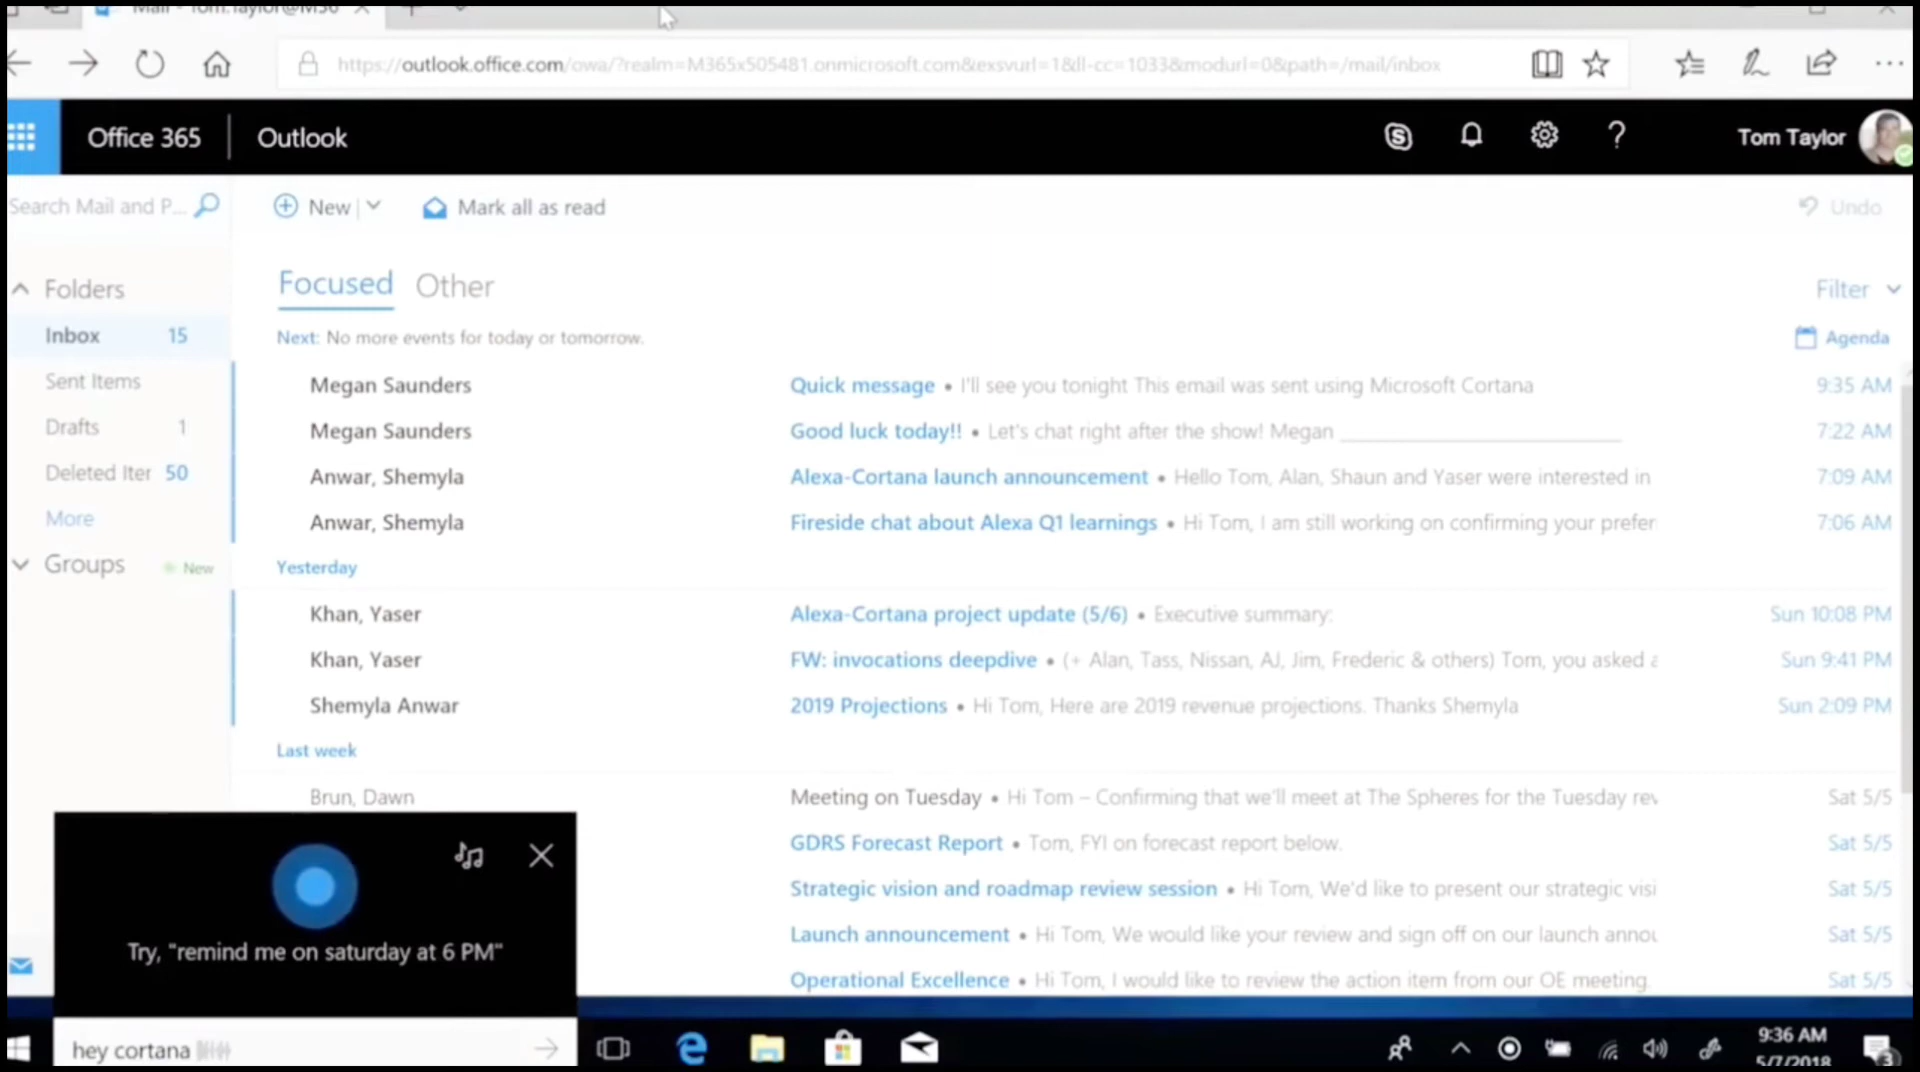 Mail - Tom.Taylor@M36
https://outlook.office.com/owa/?realm=M365x505481.onmicrosoft.com&exsvurl=1&ll-cc=1033&modurl=0&path=/mail/inbox
Office 365 Outlook Tom Taylor
Search Mail and P... New Mark all as read Undo
Folders Focused Other Filter
Inbox 15 Next: No more events for today or tomorrow. Agenda
Sent Items Megan Saunders Quick message • I'll see you tonight This email was sent using Microsoft Cortana 9:35 AM
Drafts 1 Megan Saunders Good luck today!! • Let's chat right after the show! Megan 7:22 AM
Deleted Iter 50 Anwar, Shemyla Alexa-Cortana launch announcement • Hello Tom, Alan, Shaun and Yaser were interested in 7:09 AM
More Anwar, Shemyla Fireside chat about Alexa Q1 learnings • Hi Tom, I am still working on confirming your prefer 7:06 AM
Groups New Yesterday
Khan, Yaser Alexa-Cortana project update (5/6) • Executive summary: Sun 10:08 PM
Khan, Yaser FW: invocations deepdive • (+ Alan, Tass, Nissan, AJ, Jim, Frederic & others) Tom, you asked a Sun 9:41 PM
Shemyla Anwar 2019 Projections • Hi Tom, Here are 2019 revenue projections. Thanks Shemyla Sun 2:09 PM
Last week
Brun, Dawn Meeting on Tuesday • Hi Tom – Confirming that we'll meet at The Spheres for the Tuesday rev Sat 5/5
GDRS Forecast Report • Tom, FYI on forecast report below. Sat 5/5
Strategic vision and roadmap review session • Hi Tom, We'd like to present our strategic visi Sat 5/5
Launch announcement • Hi Tom, We would like your review and sign off on our launch annou Sat 5/5
Operational Excellence • Hi Tom, I would like to review the action item from our OE meeting. Sat 5/5
Try, "remind me on saturday at 6 PM"
hey cortana
9:36 AM
5/7/2018
3